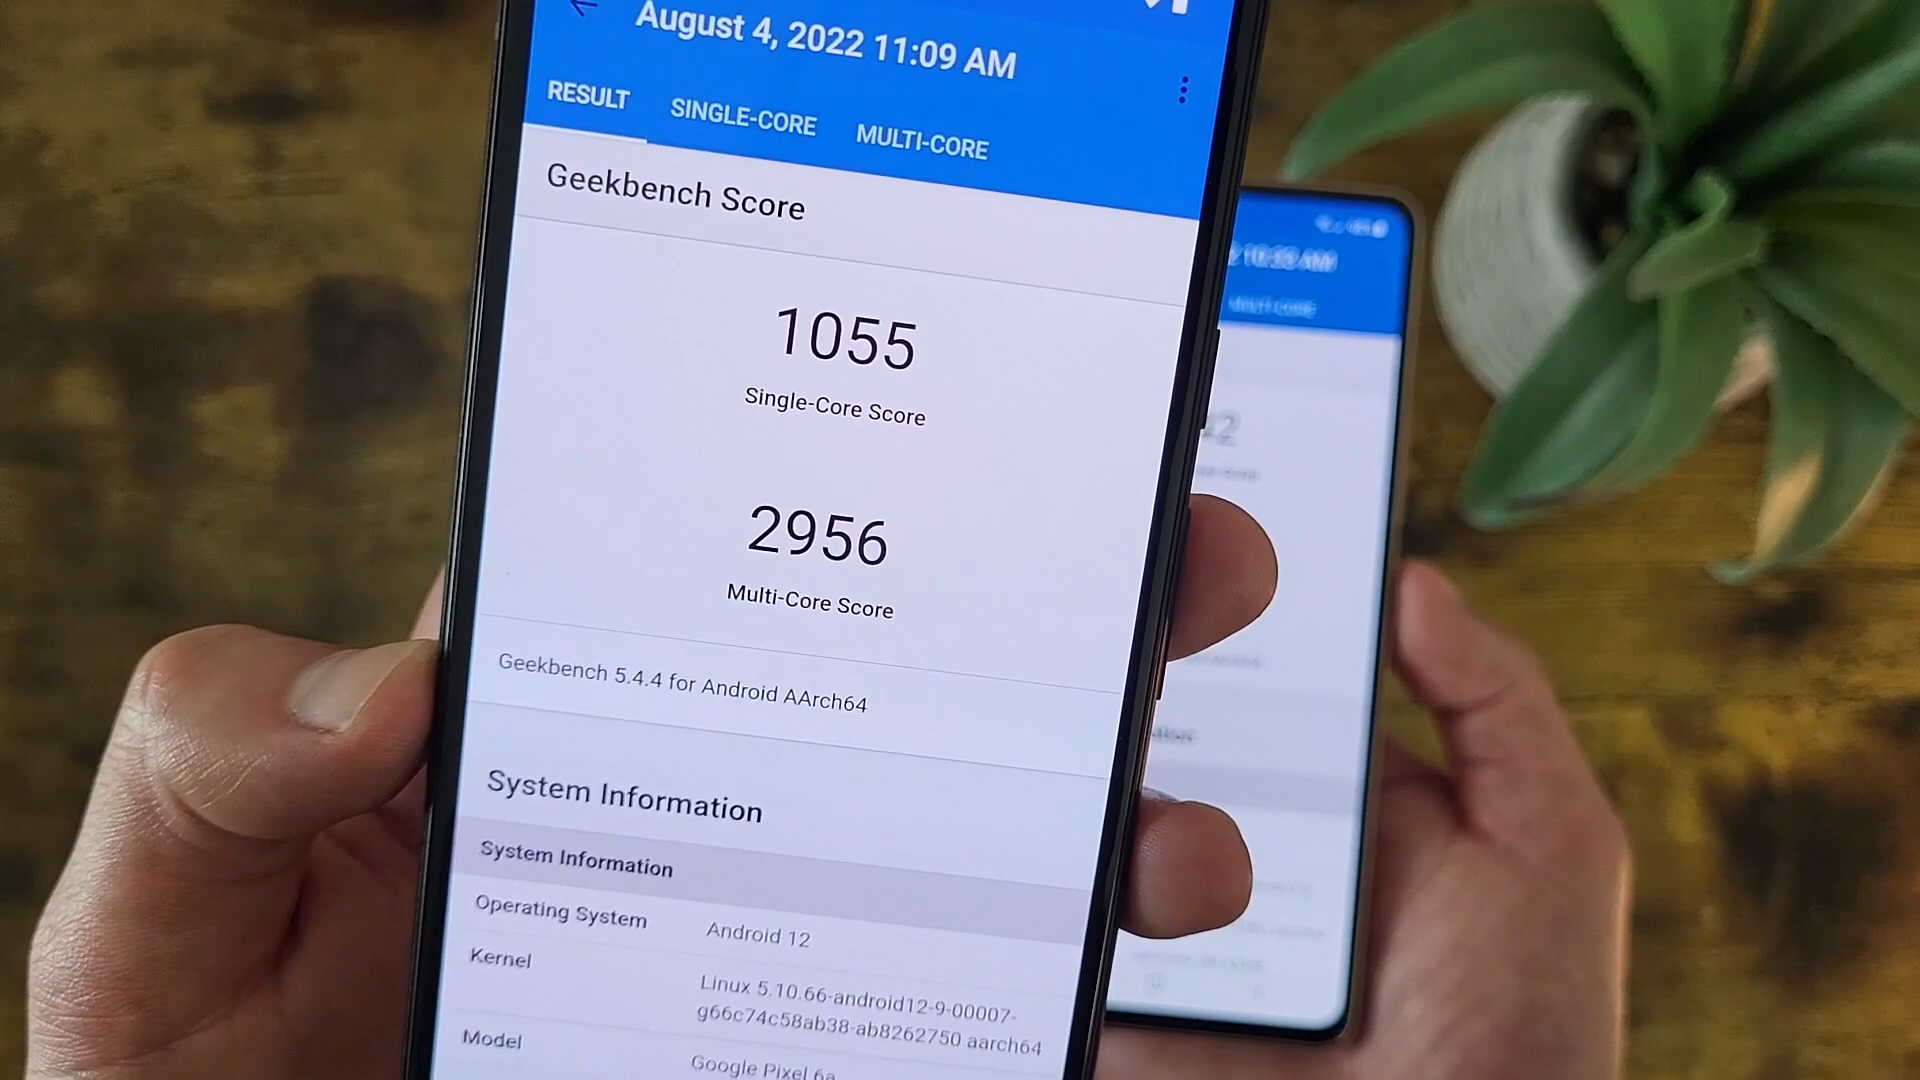 August 4, 2022 11:09 AM
RESULT SINGLE-CORE MULTI-CORE
Geekbench Score
1055
Single-Core Score
2956
Multi-Core Score
Geekbench 5.4.4 for Android AArch64
System Information
System Information
Operating System Android 12
Kernel Linux 5.10.66-android12-9-00007-
g66c74c58ab38-ab8262750 aarch64
Model Google Pixel 6a
MULTI-CORE